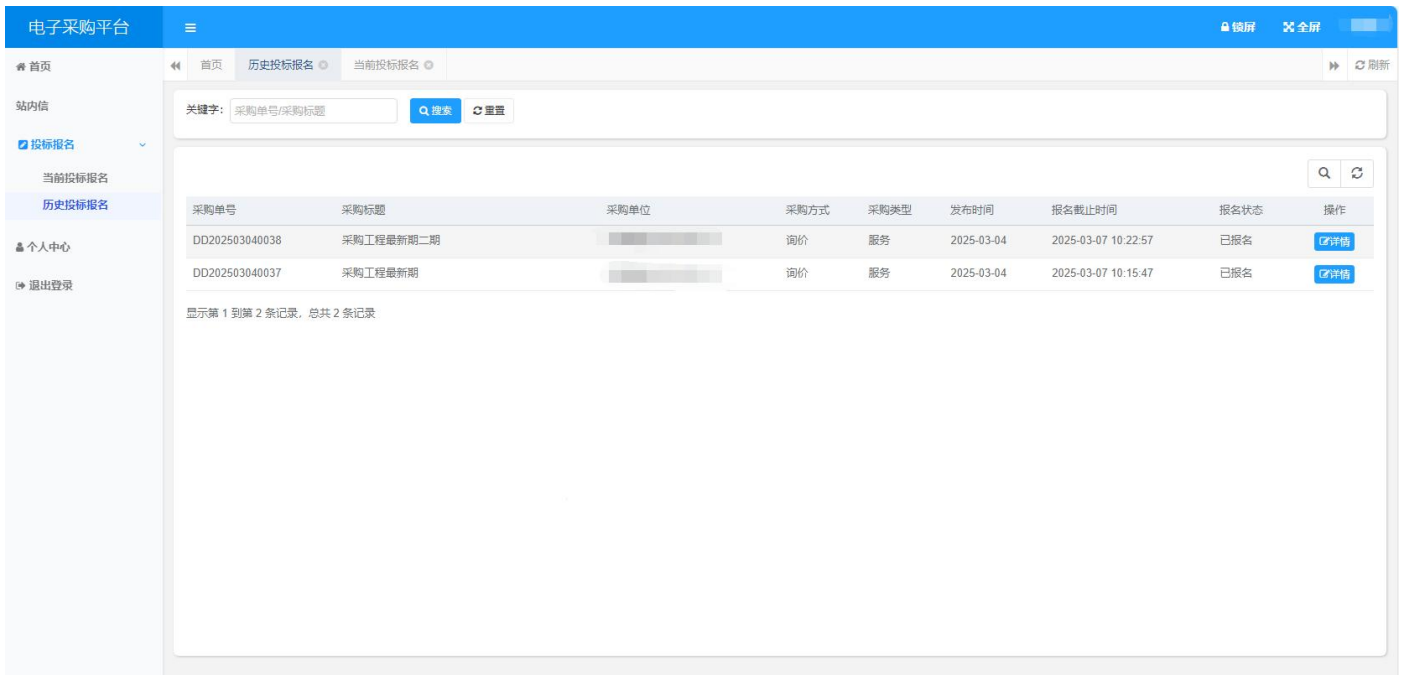 电子采购平台 锁屏 全屏
首页 首页 历史投标报名 当前投标报名 刷新
站内信 关键字: 采购单号/采购标题 搜索 重置
投标报名
当前投标报名
历史投标报名 采购单号 采购标题 采购单位 采购方式 采购类型 发布时间 报名截止时间 报名状态 操作
DD202503040038 采购工程最新期二期 询价 服务 2025-03-04 2025-03-07 10:22:57 已报名 详情
个人中心
DD202503040037 采购工程最新期 询价 服务 2025-03-04 2025-03-07 10:15:47 已报名 详情
退出登录
显示第 1 到第 2 条记录，总共 2 条记录